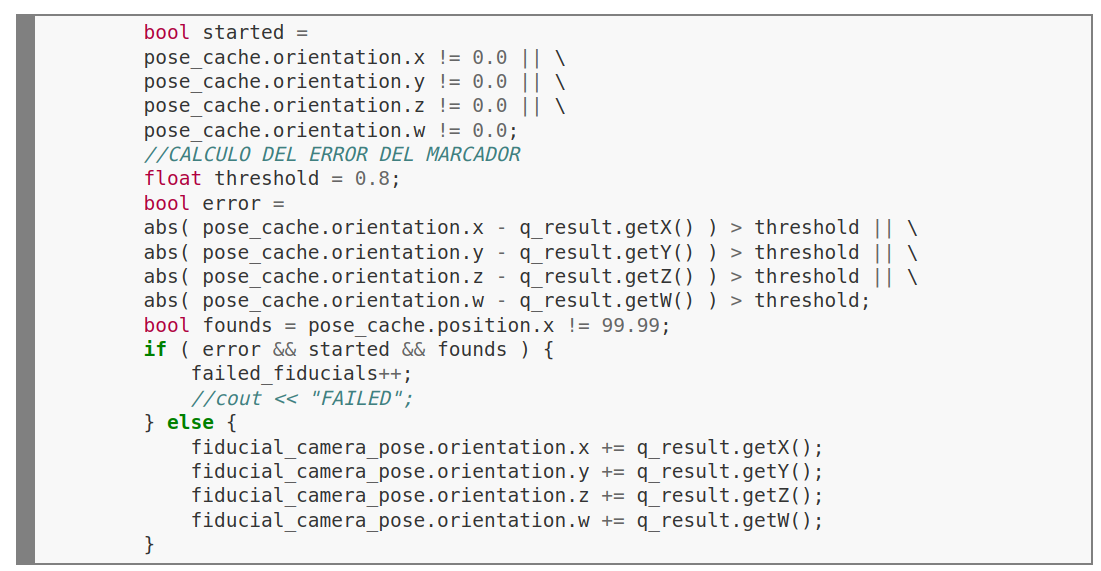 bool started =
pose_cache.orientation.x != 0.0 || \
pose_cache.orientation.y != 0.0 || \
pose_cache.orientation.z != 0.0 || \
pose_cache.orientation.w != 0.0;
//CALCULO DEL ERROR DEL MARCADOR
float threshold = 0.8;
bool error =
abs( pose_cache.orientation.x - q_result.getX() ) > threshold || \
abs( pose_cache.orientation.y - q_result.getY() ) > threshold || \
abs( pose_cache.orientation.z - q_result.getZ() ) > threshold || \
abs( pose_cache.orientation.w - q_result.getW() ) > threshold;
bool founds = pose_cache.position.x != 99.99;
if ( error && started && founds ) {
    failed_fiducials++;
    //cout << "FAILED";
} else {
    fiducial_camera_pose.orientation.x += q_result.getX();
    fiducial_camera_pose.orientation.y += q_result.getY();
    fiducial_camera_pose.orientation.z += q_result.getZ();
    fiducial_camera_pose.orientation.w += q_result.getW();
}